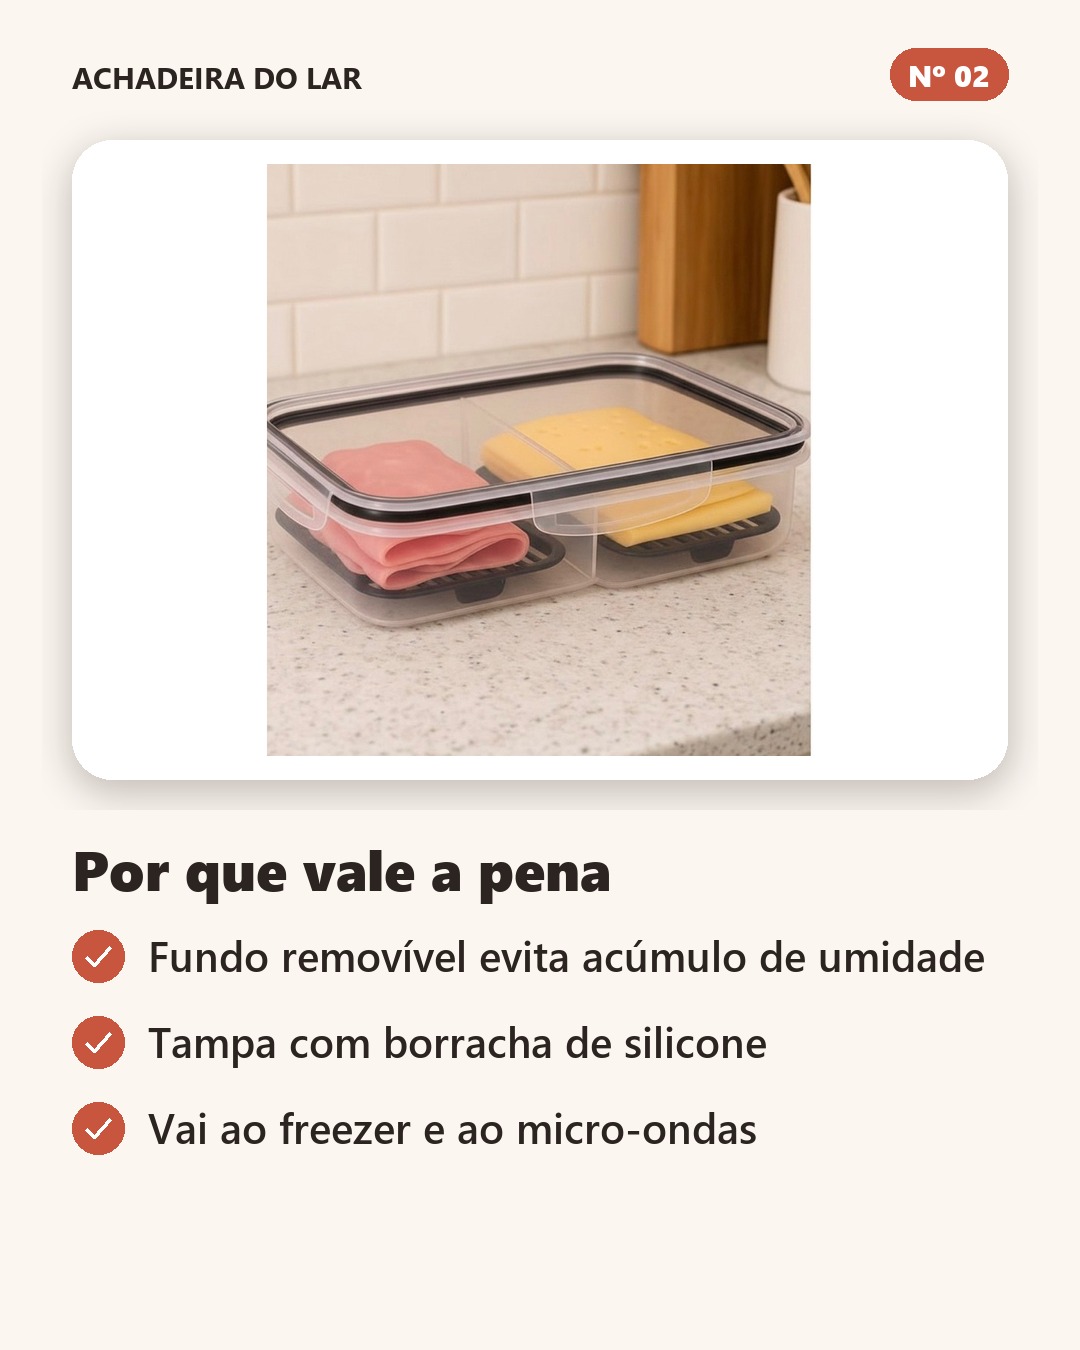 ACHADEIRA DO LAR
Nº 02
Por que vale a pena
Fundo removível evita acúmulo de umidade
Tampa com borracha de silicone
Vai ao freezer e ao micro-ondas